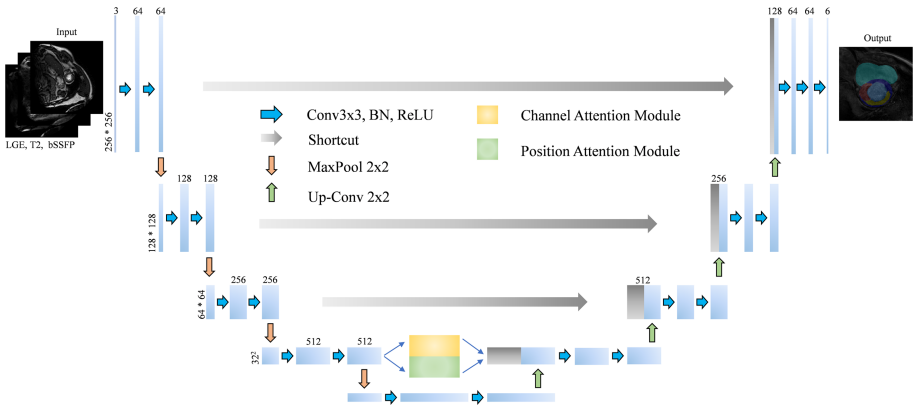 Input
3 64 64
256 * 256
LGE, T2, bSSFP
128 128
128 * 128
256 256
64 * 64
512 512
32²
Conv3x3, BN, ReLU
Shortcut
MaxPool 2x2
Up-Conv 2x2
Channel Attention Module
Position Attention Module
512
256
128 64 64 6
Output